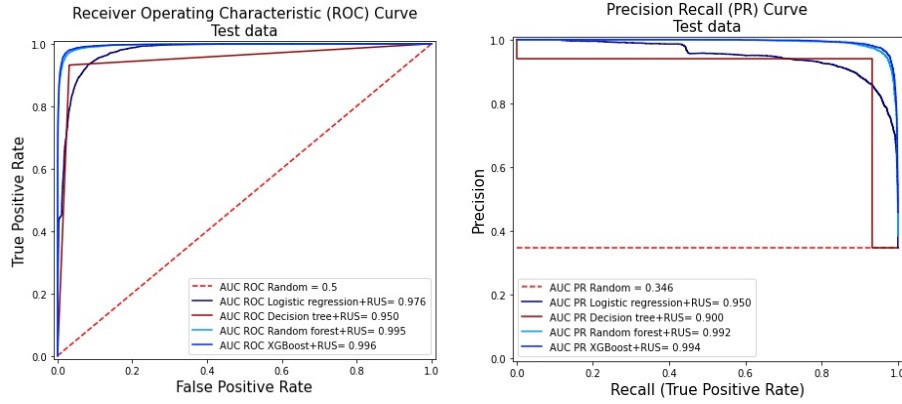 Receiver Operating Characteristic (ROC) Curve
Test data
1.0
0.8
0.6
0.4
0.2
0.0
True Positive Rate
AUC ROC Random = 0.5
AUC ROC Logistic regression+RUS= 0.976
AUC ROC Decision tree+RUS= 0.950
AUC ROC Random forest+RUS= 0.995
AUC ROC XGBoost+RUS= 0.996
0.0 0.2 0.4 0.6 0.8 1.0
False Positive Rate
Precision Recall (PR) Curve
Test data
1.0
0.8
0.6
0.4
0.2
0.0
Precision
AUC PR Random = 0.346
AUC PR Logistic regression+RUS= 0.950
AUC PR Decision tree+RUS= 0.900
AUC PR Random forest+RUS= 0.992
AUC PR XGBoost+RUS= 0.994
0.0 0.2 0.4 0.6 0.8 1.0
Recall (True Positive Rate)